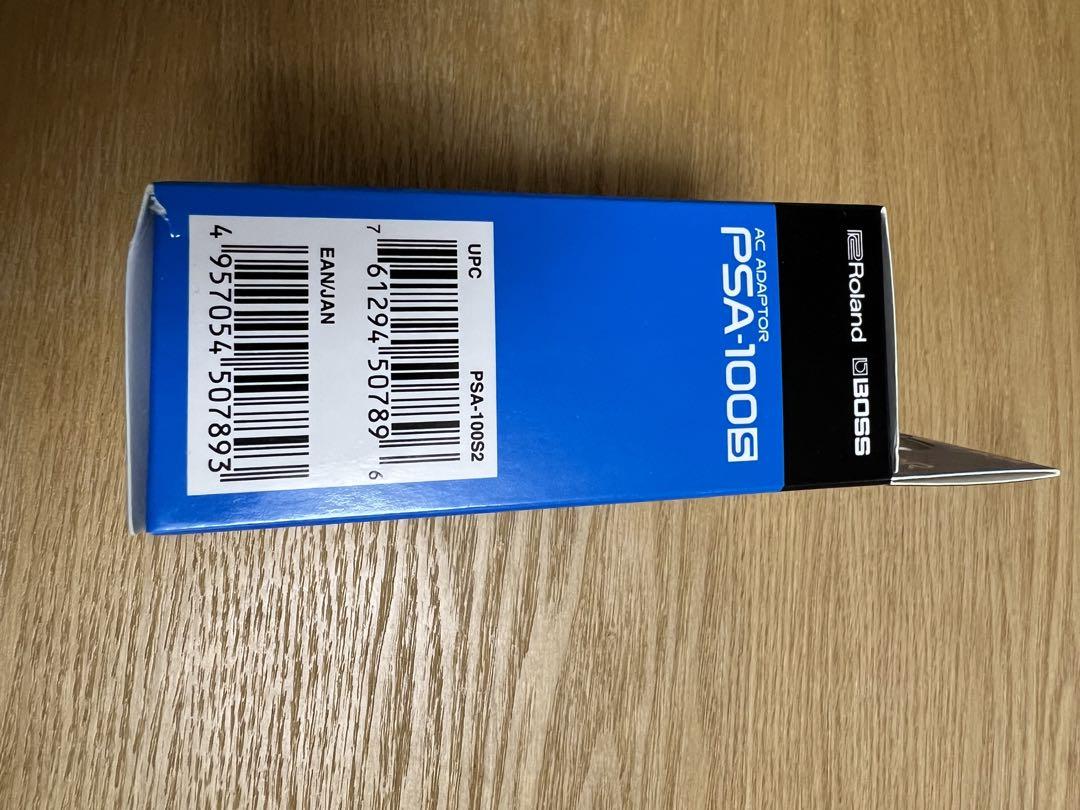 Roland BOSS
AC ADAPTOR
PSA-100S
UPC PSA-100S2
7 61294 50789 6
EAN/JAN
4 957054 507893